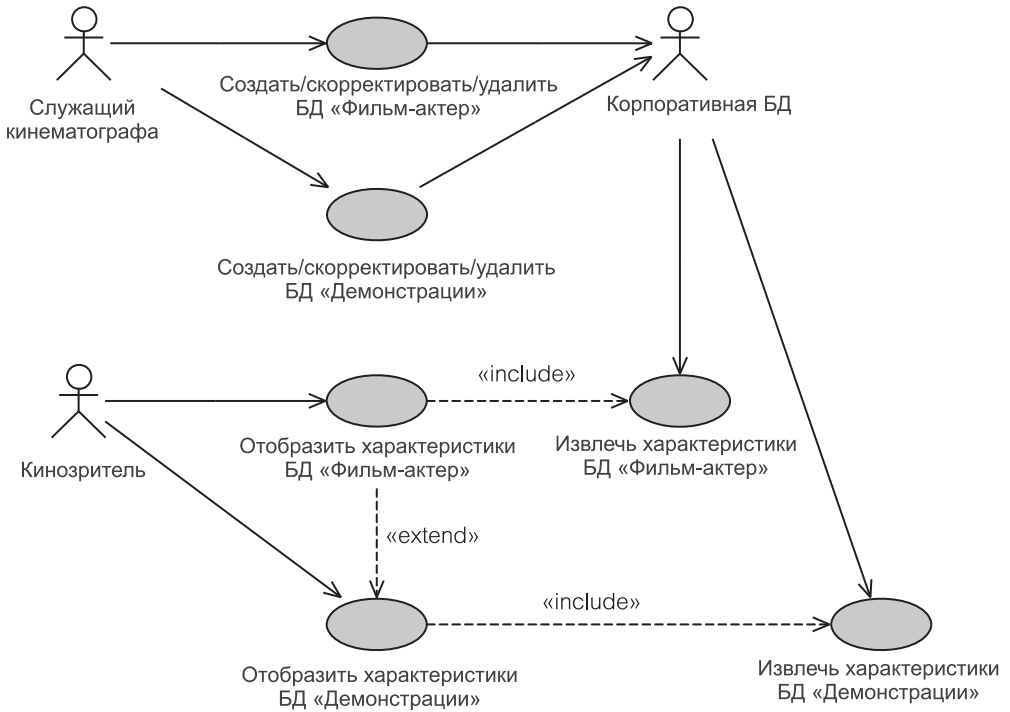 Служащий
кинематографа
Создать/скорректировать/удалить
БД «Фильм-актер»
Корпоративная БД
Создать/скорректировать/удалить
БД «Демонстрации»
Кинозритель
Отобразить характеристики
БД «Фильм-актер»
«include»
Извлечь характеристики
БД «Фильм-актер»
«extend»
Отобразить характеристики
БД «Демонстрации»
«include»
Извлечь характеристики
БД «Демонстрации»